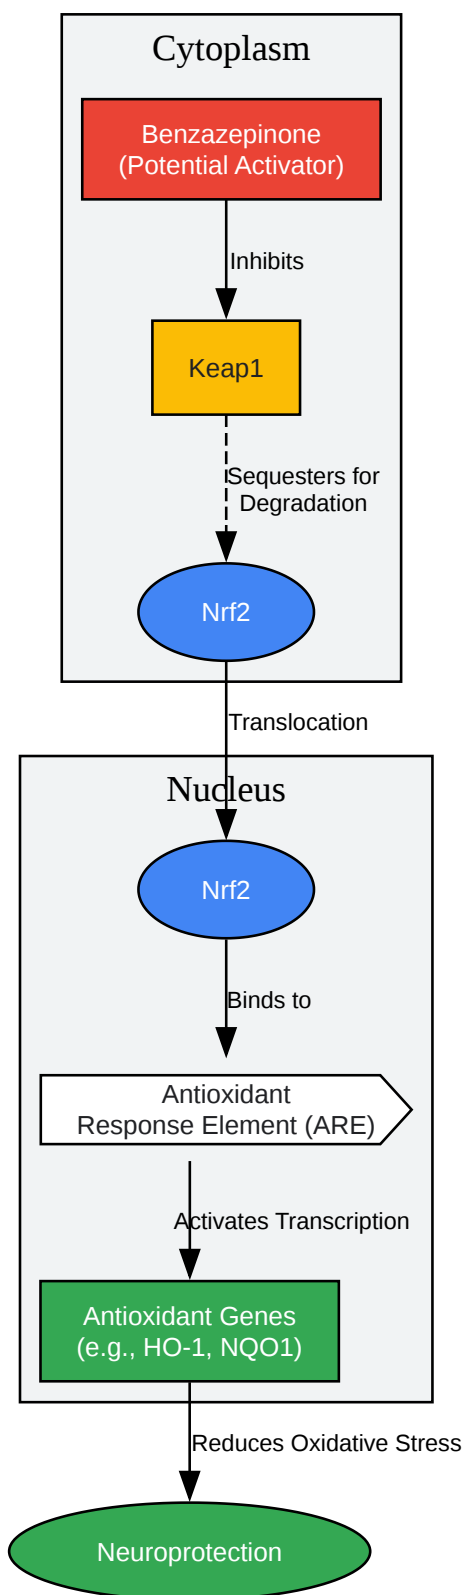 Cytoplasm
Benzazepinone
(Potential Activator)
Inhibits
Keap1
Sequesters for
Degradation
Nrf2
Translocation
Nucleus
Nrf2
Binds to
Antioxidant
Response Element (ARE)
Activates Transcription
Antioxidant Genes
(e.g., HO-1, NQO1)
Reduces Oxidative Stress
Neuroprotection